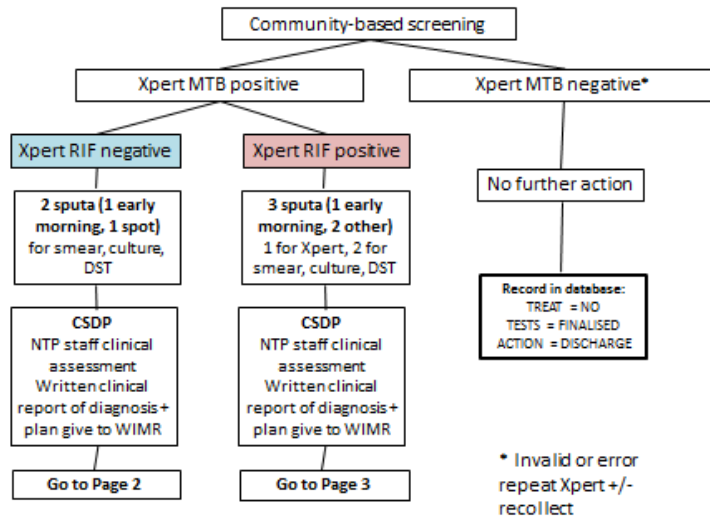 Community-based screening
Xpert MTB positive
Xpert MTB negative*
Xpert RIF negative
Xpert RIF positive
No further action
2 sputa (1 early
morning, 1 spot)
for smear, culture,
DST
3 sputa (1 early
morning, 2 other)
1 for Xpert, 2 for
smear, culture, DST
Record in database:
TREAT = NO
TESTS = FINALISED
ACTION = DISCHARGE
CSDP
NTP staff clinical
assessment
Written clinical
report of diagnosis+
plan give to WIMR
CSDP
NTP staff clinical
assessment
Written clinical
report of diagnosis+
plan give to WIMR
Go to Page 2
Go to Page 3
* Invalid or error
repeat Xpert +/-
recollect